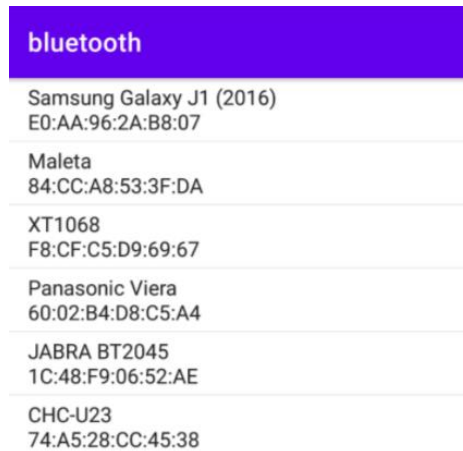 bluetooth
Samsung Galaxy J1 (2016)
E0:AA:96:2A:B8:07
Maleta
84:CC:A8:53:3F:DA
XT1068
F8:CF:C5:D9:69:67
Panasonic Viera
60:02:B4:D8:C5:A4
JABRA BT2045
1C:48:F9:06:52:AE
CHC-U23
74:A5:28:CC:45:38